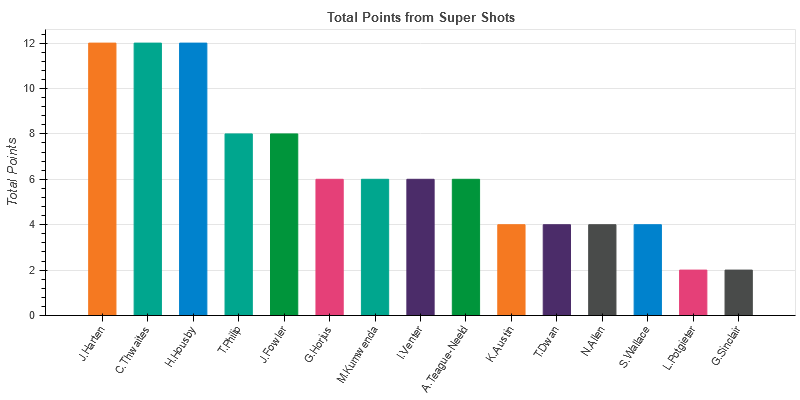 Total Points from Super Shots
Total Points
12
10
8
6
4
2
0
J.Harten
C.Thwaites
H.Housby
T.Philip
J.Fowler
G.Horjus
M.Kumwenda
I.Venter
A.Teague-Neeld
K.Austin
T.Dwan
N.Allen
S.Wallace
L.Potgieter
G.Sinclair